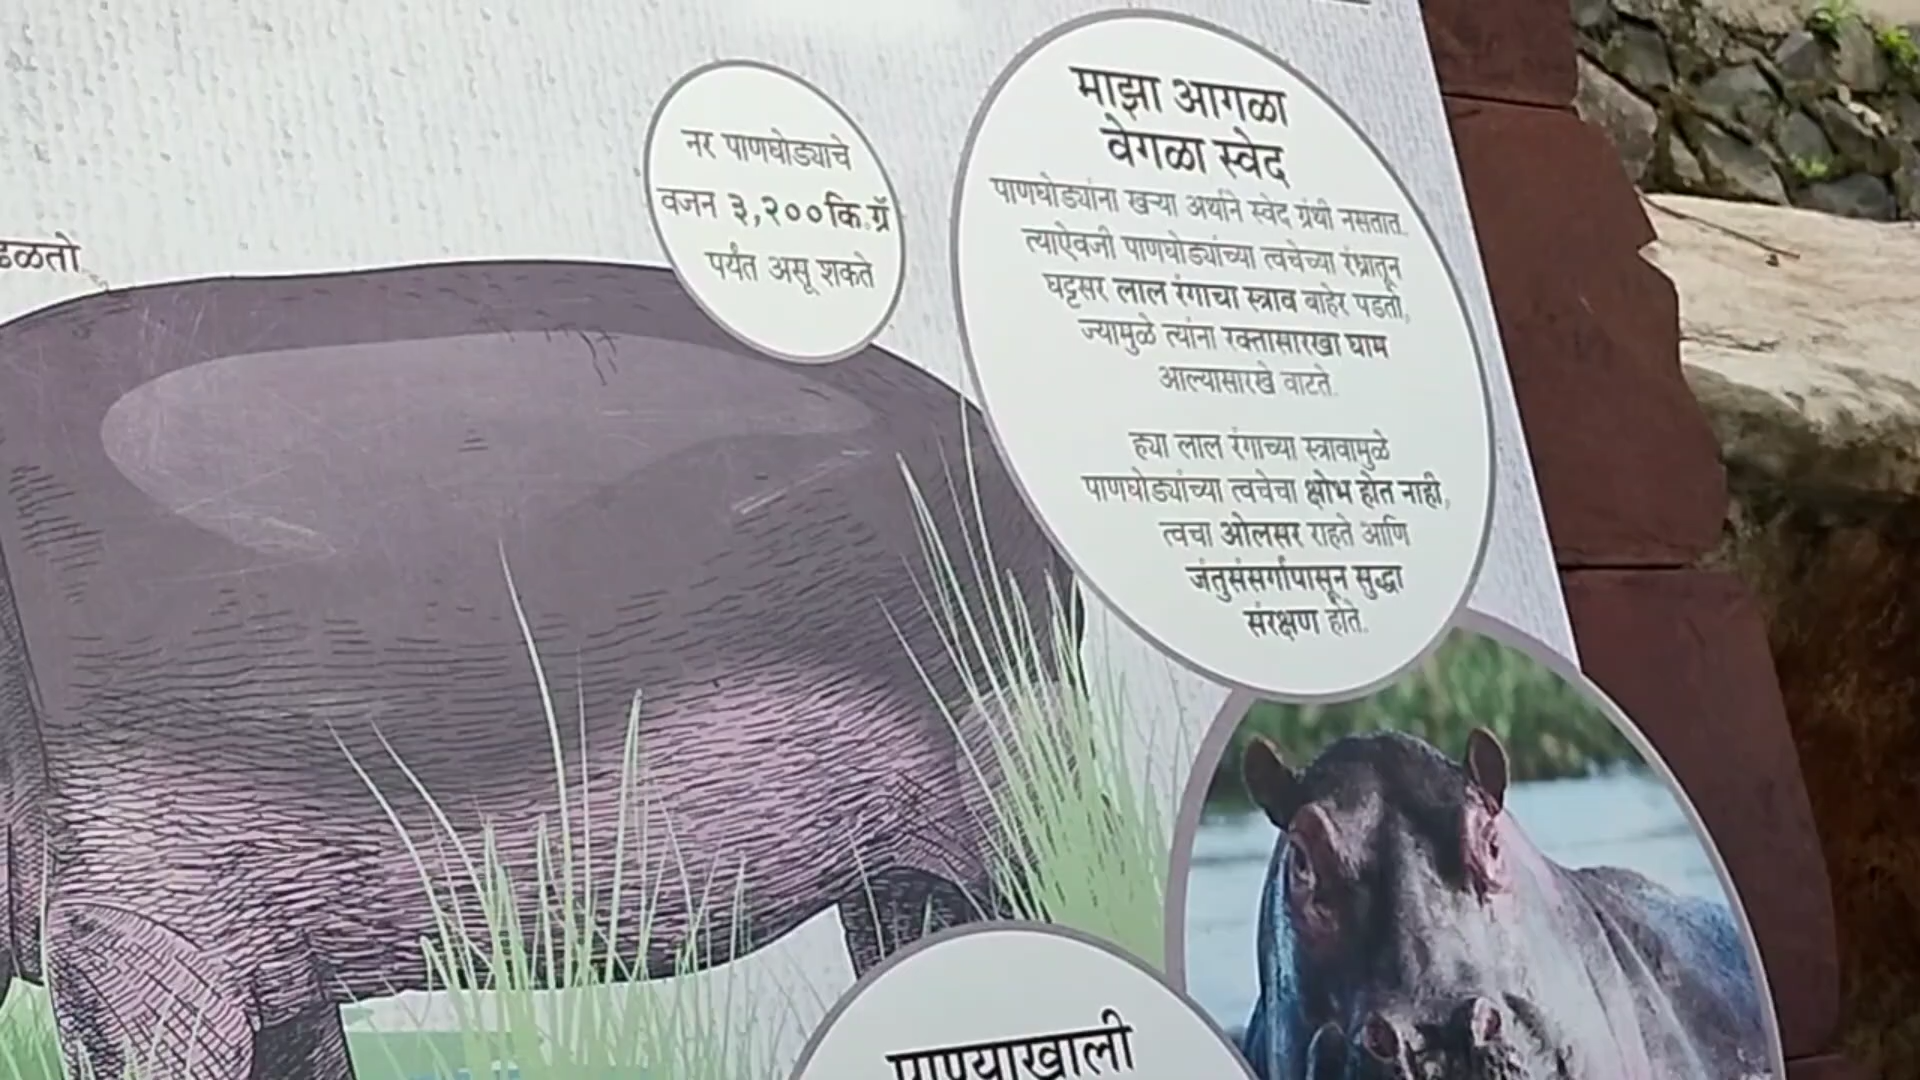 नर पाणघोड्याचे
वजन ३,२०० कि.ग्रॅ
पर्यंत असू शकते
माझा आगळा
वेगळा स्वेद
पाणघोड्यांना खऱ्या अर्थाने स्वेद ग्रंथी नसतात.
त्याऐवजी पाणघोड्यांच्या त्वचेच्या रंध्रातून
घट्टसर लाल रंगाचा स्त्राव बाहेर पडतो,
ज्यामुळे त्यांना रक्तासारखा घाम
आल्यासारखे वाटते.
ह्या लाल रंगाच्या स्त्रावामुळे
पाणघोड्यांच्या त्वचेचा क्षोभ होत नाही,
त्वचा ओलसर राहते आणि
जंतुसंसर्गापासून सुद्धा
संरक्षण होते.
पाण्याखाली